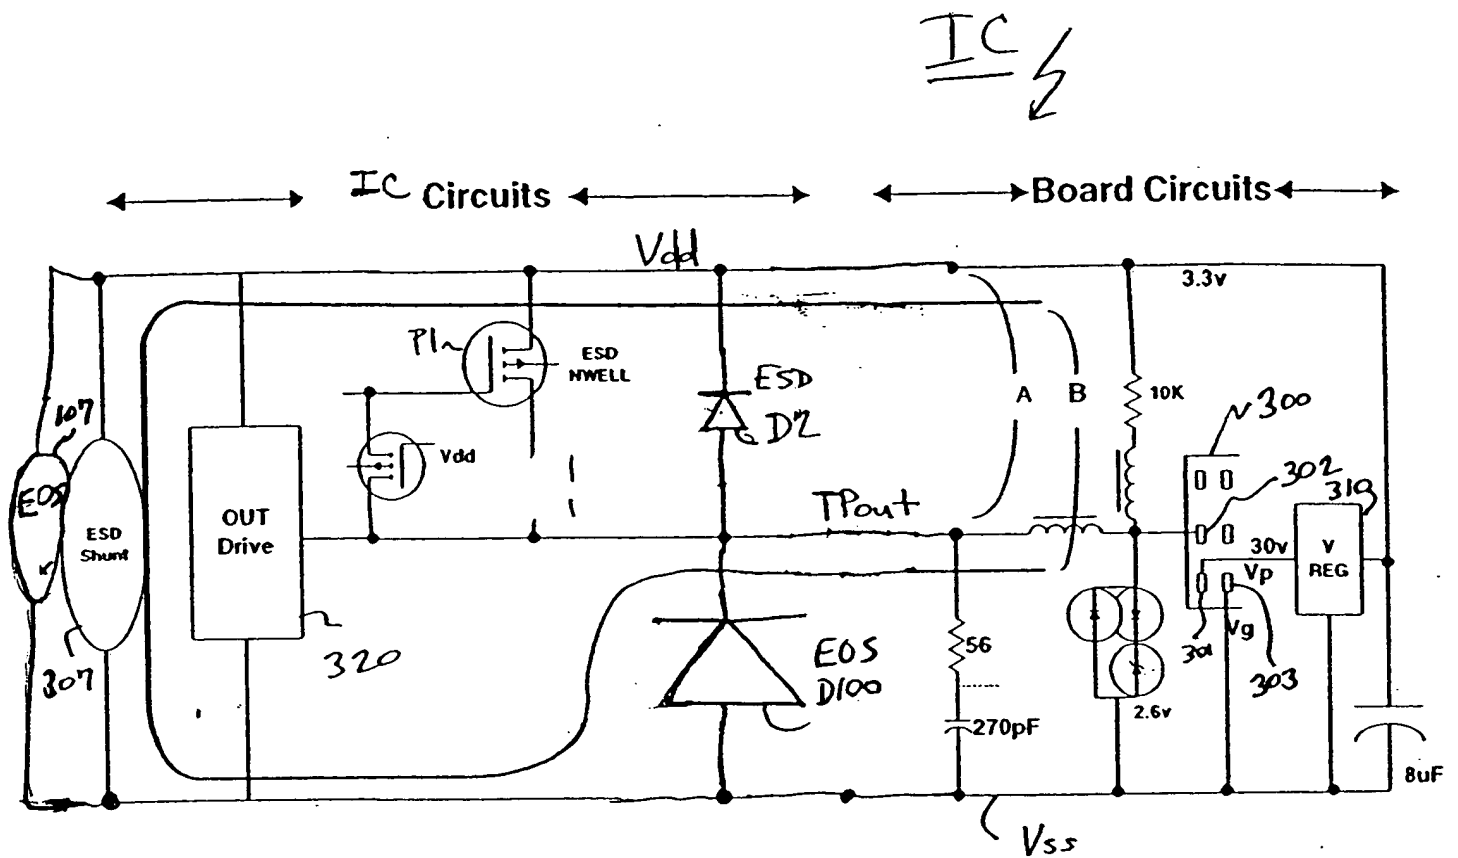 IC
IC Circuits
Board Circuits
Vdd
3.3v
P1
ESD
NWELL
ESD
D2
A
B
10K
300
107
Vdd
302
310
EOS
ESD
Shunt
OUT
Drive
TPout
30v
Vp
V
REG
301
Vg
303
307
320
EOS
D100
56
270pF
2.6v
8uF
Vss